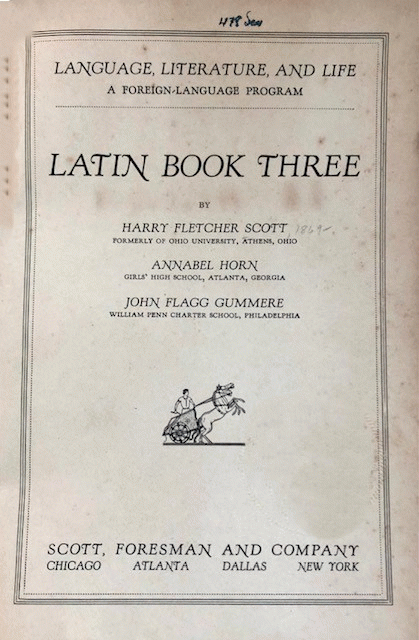 LANGUAGE, LITERATURE, AND LIFE
A FOREIGN-LANGUAGE PROGRAM
LATIN BOOK THREE
BY
HARRY FLETCHER SCOTT, 1869-
FORMERLY OF OHIO UNIVERSITY, ATHENS, OHIO
ANNABEL HORN
GIRLS' HIGH SCHOOL, ATLANTA, GEORGIA
JOHN FLAGG GUMMERE
WILLIAM PENN CHARTER SCHOOL, PHILADELPHIA
SCOTT, FORESMAN AND COMPANY
CHICAGO ATLANTA DALLAS NEW YORK